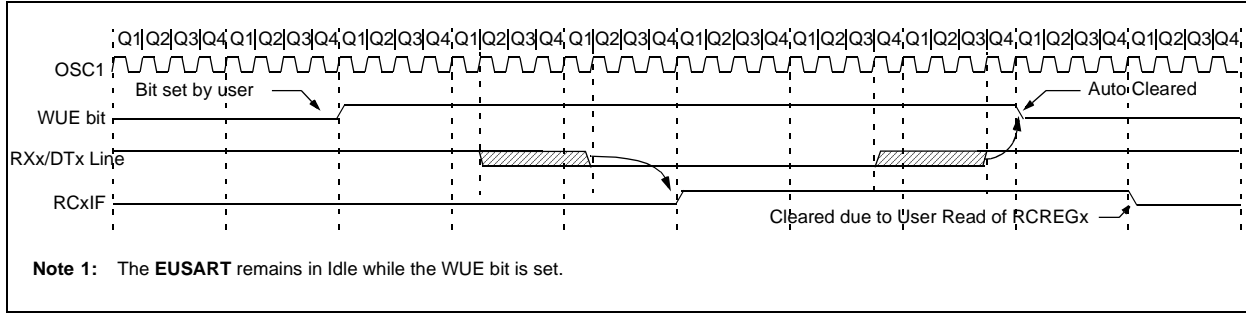 Q1 Q2 Q3 Q4 Q1 Q2 Q3 Q4 Q1 Q2 Q3 Q4 Q1 Q2 Q3 Q4 Q1 Q2 Q3 Q4 Q1 Q2 Q3 Q4 Q1 Q2 Q3 Q4 Q1 Q2 Q3 Q4 Q1 Q2 Q3 Q4 Q1 Q2 Q3 Q4
OSC1
Bit set by user
Auto Cleared
WUE bit
RXx/DTx Line
RCxIF
Cleared due to User Read of RCREGx
Note 1: The EUSART remains in Idle while the WUE bit is set.